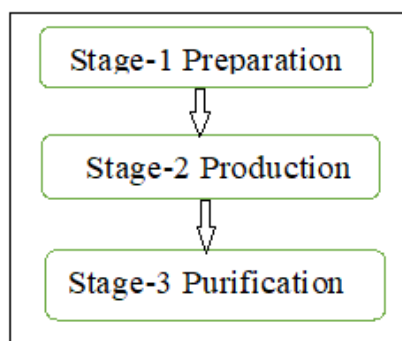 Stage-1 Preparation
Stage-2 Production
Stage-3 Purification